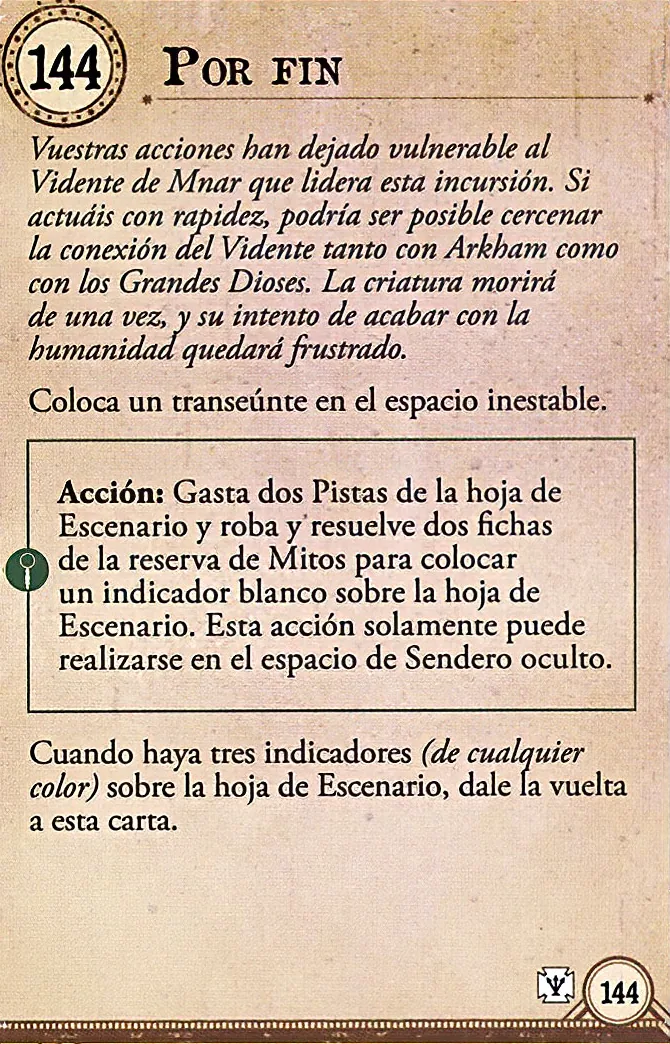 144
POR FIN
Vuestras acciones han dejado vulnerable al
Vidente de Mnar que lidera esta incursión. Si
actuáis con rapidez, podría ser posible cercenar
la conexión del Vidente tanto con Arkham como
con los Grandes Dioses. La criatura morirá
de una vez, y su intento de acabar con la
humanidad quedará frustrado.
Coloca un transeúnte en el espacio inestable.
Acción: Gasta dos Pistas de la hoja de
Escenario y roba y resuelve dos fichas
de la reserva de Mitos para colocar
un indicador blanco sobre la hoja de
Escenario. Esta acción solamente puede
realizarse en el espacio de Sendero oculto.
Cuando haya tres indicadores (de cualquier
color) sobre la hoja de Escenario, dale la vuelta
a esta carta.
144